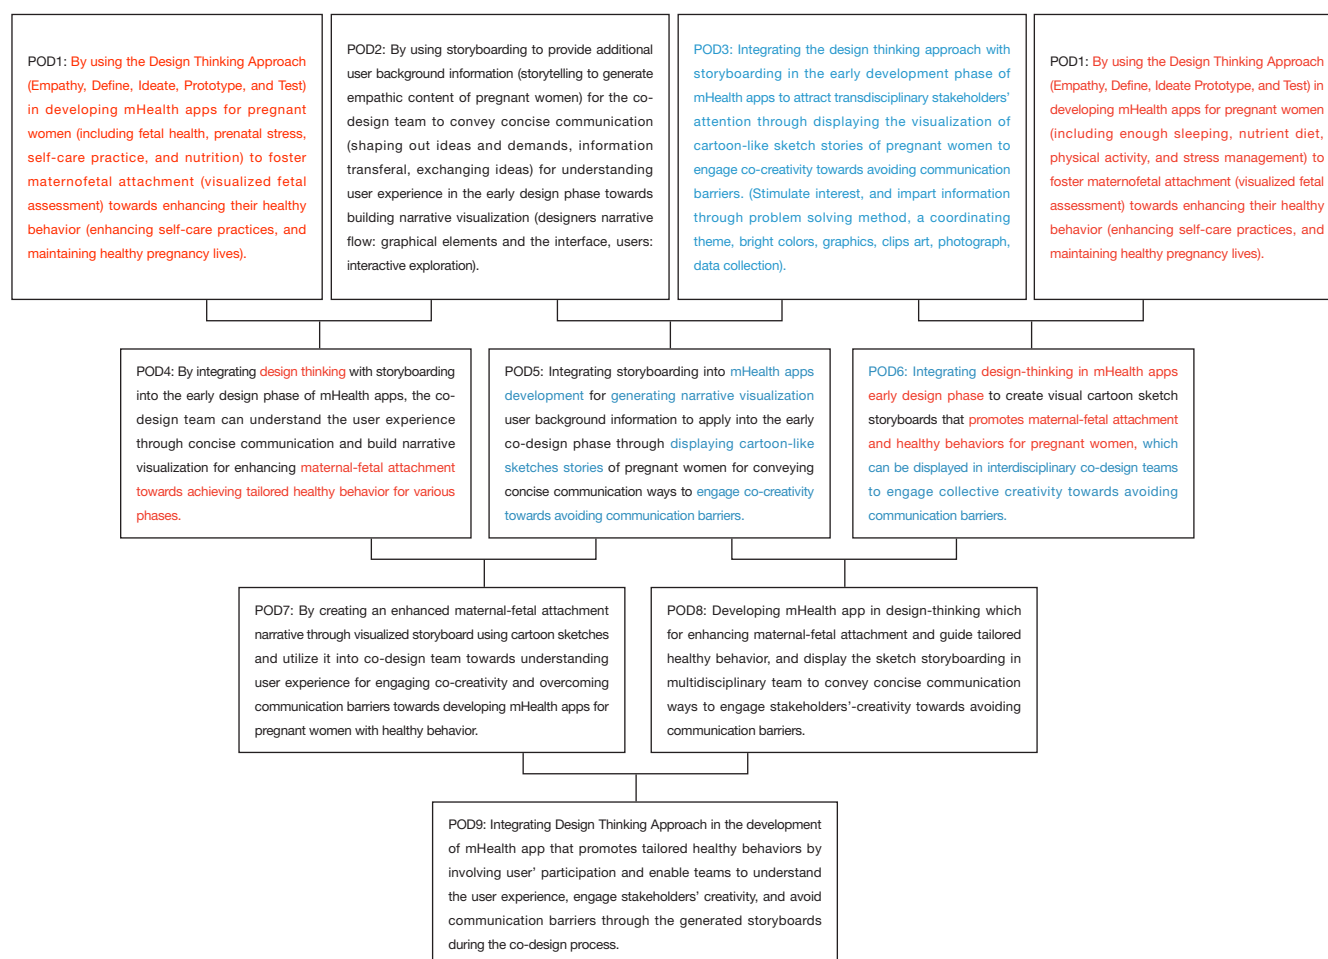 POD1: By using the Design Thinking Approach
(Empathy, Define, Ideate, Prototype, and Test)
in developing mHealth apps for pregnant
women (including fetal health, prenatal stress,
self-care practice, and nutrition) to foster
maternofetal attachment (visualized fetal
assessment) towards enhancing their healthy
behavior (enhancing self-care practices, and
maintaining healthy pregnancy lives).
POD2: By using storyboarding to provide additional
user background information (storytelling to generate
empathic content of pregnant women) for the co-
design team to convey concise communication
(shaping out ideas and demands, information
transferal, exchanging ideas) for understanding
user experience in the early design phase towards
building narrative visualization (designers narrative
flow: graphical elements and the interface, users:
interactive exploration).
POD3: Integrating the design thinking approach with
storyboarding in the early development phase of
mHealth apps to attract transdisciplinary stakeholders’
attention through displaying the visualization of
cartoon-like sketch stories of pregnant women to
engage co-creativity towards avoiding communication
barriers. (Stimulate interest, and impart information
through problem solving method, a coordinating
theme, bright colors, graphics, clips art, photograph,
data collection).
POD1: By using the Design Thinking Approach
(Empathy, Define, Ideate Prototype, and Test) in
developing mHealth apps for pregnant women
(including enough sleeping, nutrient diet,
physical activity, and stress management) to
foster maternofetal attachment (visualized fetal
assessment) towards enhancing their healthy
behavior (enhancing self-care practices, and
maintaining healthy pregnancy lives).
POD4: By integrating design thinking with storyboarding
into the early design phase of mHealth apps, the co-
design team can understand the user experience
through concise communication and build narrative
visualization for enhancing maternal-fetal attachment
towards achieving tailored healthy behavior for various
phases.
POD5: Integrating storyboarding into mHealth apps
development for generating narrative visualization
user background information to apply into the early
co-design phase through displaying cartoon-like
sketches stories of pregnant women for conveying
concise communication ways to engage co-creativity
towards avoiding communication barriers.
POD6: Integrating design-thinking in mHealth apps
early design phase to create visual cartoon sketch
storyboards that promotes maternal-fetal attachment
and healthy behaviors for pregnant women, which
can be displayed in interdisciplinary co-design teams
to engage collective creativity towards avoiding
communication barriers.
POD7: By creating an enhanced maternal-fetal attachment
narrative through visualized storyboard using cartoon sketches
and utilize it into co-design team towards understanding
user experience for engaging co-creativity and overcoming
communication barriers towards developing mHealth apps for
pregnant women with healthy behavior.
POD8: Developing mHealth app in design-thinking which
for enhancing maternal-fetal attachment and guide tailored
healthy behavior, and display the sketch storyboarding in
multidisciplinary team to convey concise communication
ways to engage stakeholders’-creativity towards avoiding
communication barriers.
POD9: Integrating Design Thinking Approach in the development
of mHealth app that promotes tailored healthy behaviors by
involving user’ participation and enable teams to understand
the user experience, engage stakeholders’ creativity, and avoid
communication barriers through the generated storyboards
during the co-design process.